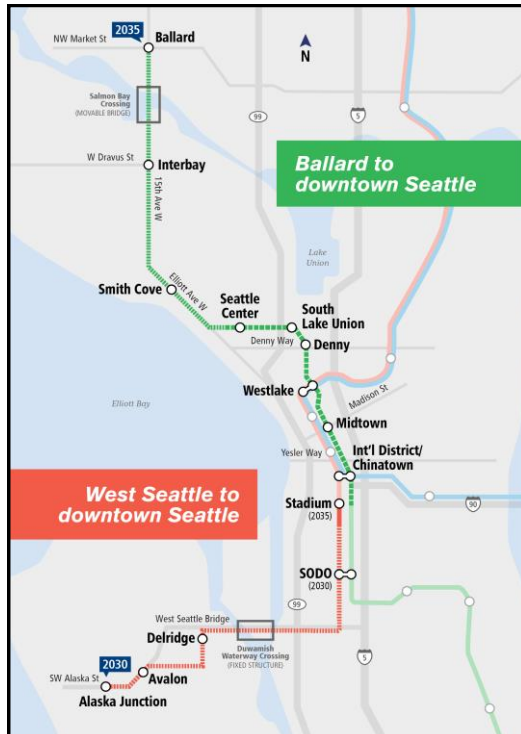 2035
NW Market St
Ballard
N
Salmon Bay
Crossing
(MOVABLE BRIDGE)
99
5
W Dravus St
Interbay
15th Ave W
Ballard to
downtown Seattle
Lake
Union
Smith Cove
Elliott Ave W
Seattle
Center
South
Lake Union
Denny Way
Denny
Westlake
Madison St
Elliott Bay
Midtown
Yesler Way
Int'l District/
Chinatown
West Seattle to
downtown Seattle
Stadium
(2035)
90
SODO
(2030)
99
West Seattle Bridge
Delridge
Duwamish
Waterway Crossing
(FIXED STRUCTURE)
5
2030
SW Alaska St
Avalon
Alaska Junction